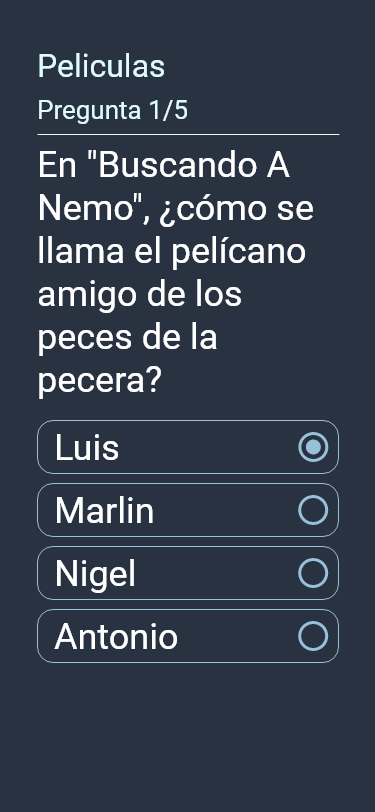 Peliculas
Pregunta 1/5
En "Buscando A
Nemo", ¿cómo se
llama el pelícano
amigo de los
peces de la
pecera?
Luis
Marlin
Nigel
Antonio